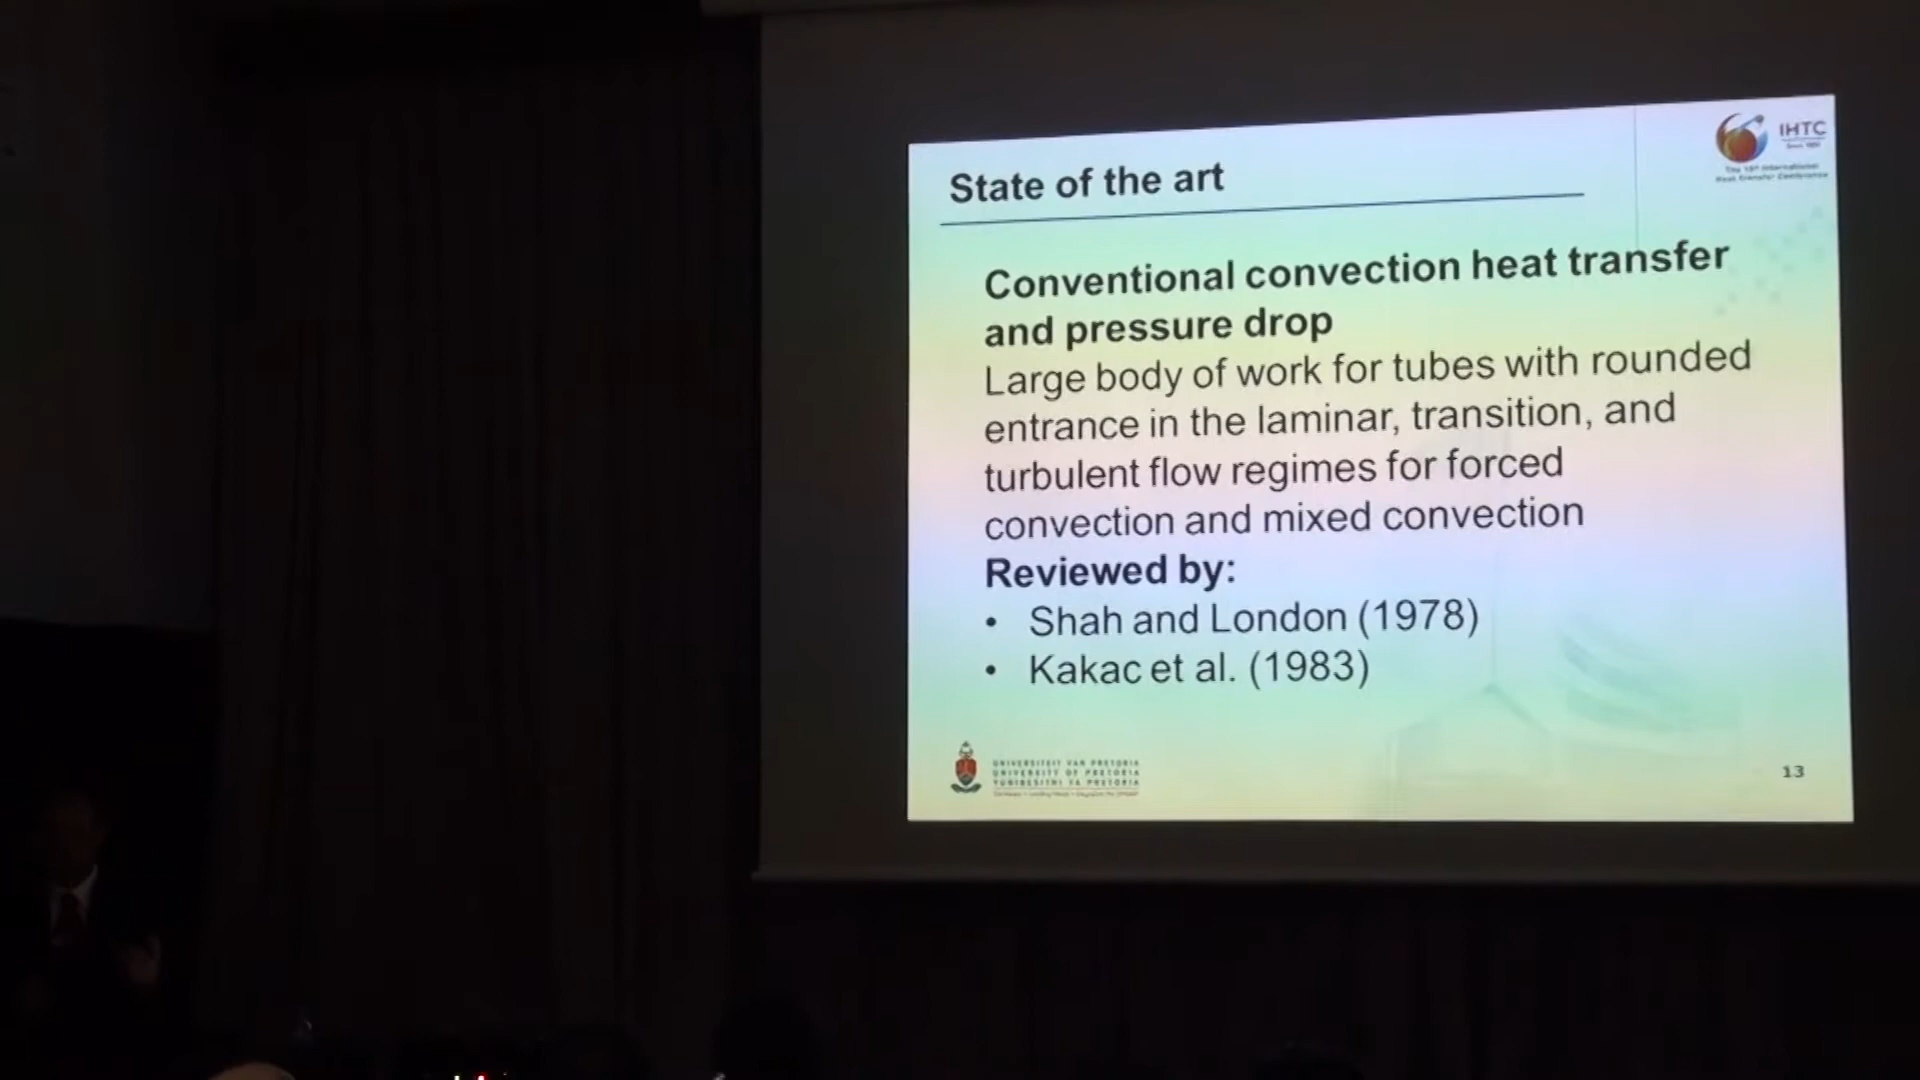 State of the art
IHTC
Conventional convection heat transfer
and pressure drop
Large body of work for tubes with rounded
entrance in the laminar, transition, and
turbulent flow regimes for forced
convection and mixed convection
Reviewed by:
• Shah and London (1978)
• Kakac et al. (1983)
UNIVERSITEIT VAN PRETORIA
UNIVERSITY OF PRETORIA
YUNIBESITHI YA PRETORIA
13